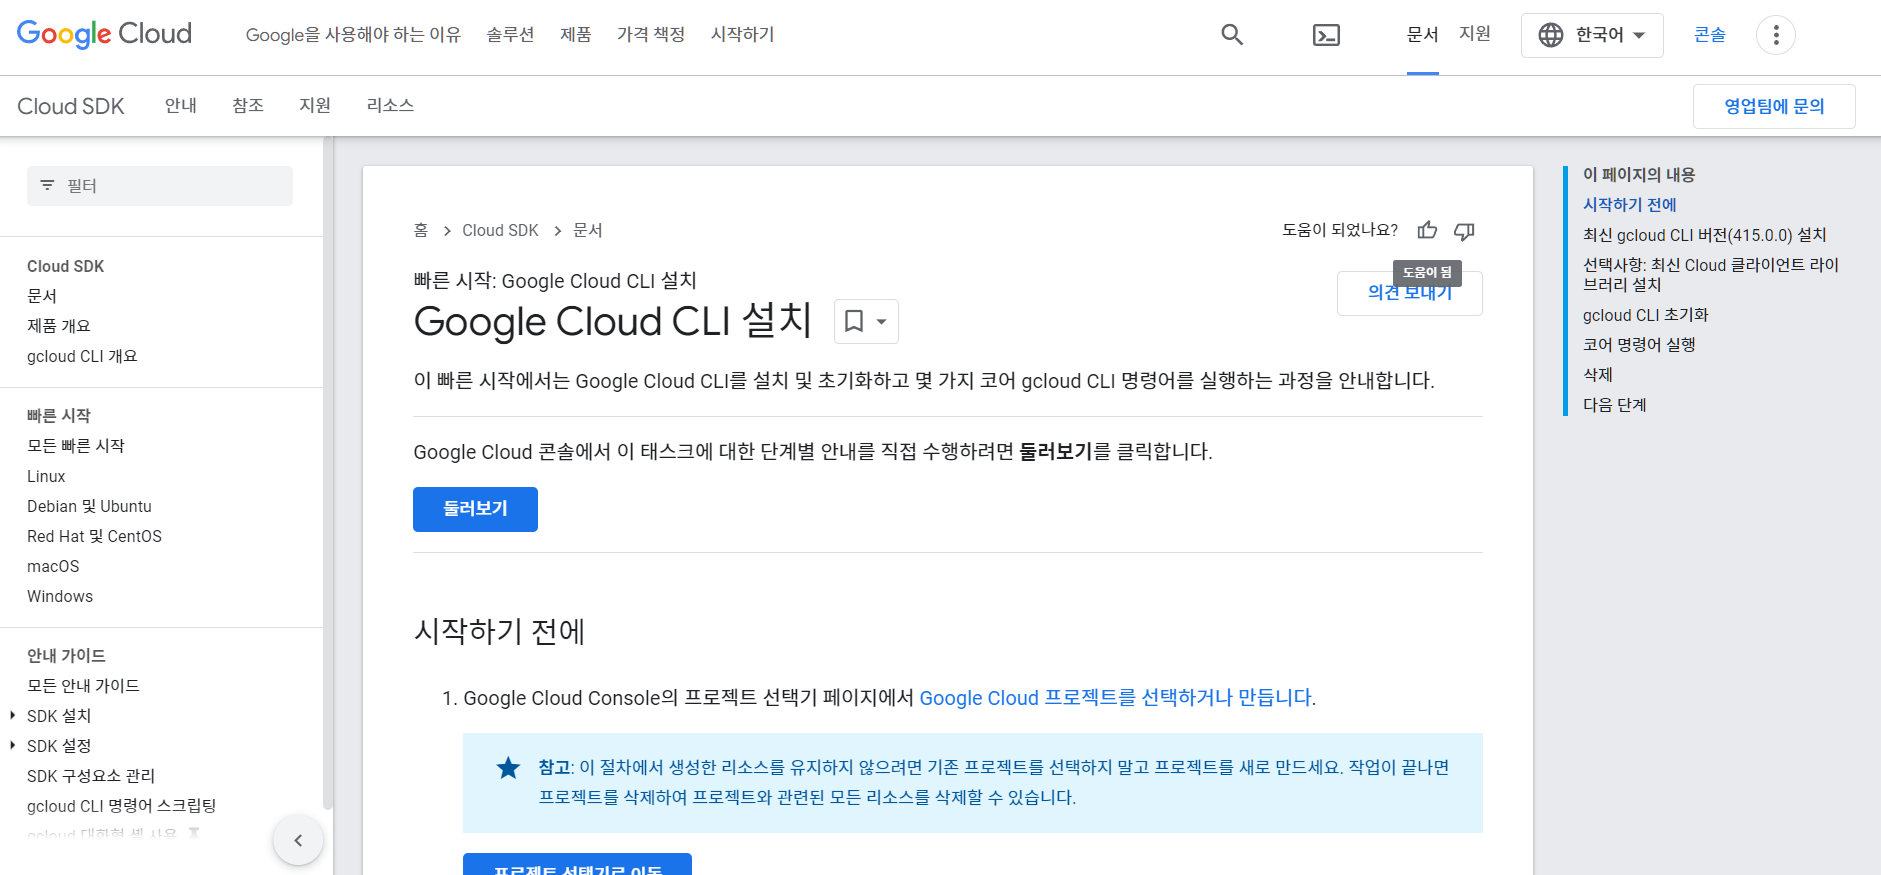 Google Cloud
Google을 사용해야 하는 이유 솔루션 제품 가격 책정 시작하기
문서 지원 한국어 콘솔
Cloud SDK 안내 참조 지원 리소스
영업팀에 문의
필터
Cloud SDK
문서
제품 개요
gcloud CLI 개요
빠른 시작
모든 빠른 시작
Linux
Debian 및 Ubuntu
Red Hat 및 CentOS
macOS
Windows
안내 가이드
모든 안내 가이드
SDK 설치
SDK 설정
SDK 구성요소 관리
gcloud CLI 명령어 스크립팅
gcloud 대화형 셸 사용
홈 > Cloud SDK > 문서
도움이 되었나요?
도움이 됨
의견 보내기
빠른 시작: Google Cloud CLI 설치
Google Cloud CLI 설치
이 빠른 시작에서는 Google Cloud CLI를 설치 및 초기화하고 몇 가지 코어 gcloud CLI 명령어를 실행하는 과정을 안내합니다.
Google Cloud 콘솔에서 이 태스크에 대한 단계별 안내를 직접 수행하려면 둘러보기를 클릭합니다.
둘러보기
시작하기 전에
1. Google Cloud Console의 프로젝트 선택기 페이지에서 Google Cloud 프로젝트를 선택하거나 만듭니다.
참고: 이 절차에서 생성한 리소스를 유지하지 않으려면 기존 프로젝트를 선택하지 말고 프로젝트를 새로 만드세요. 작업이 끝나면
프로젝트를 삭제하여 프로젝트와 관련된 모든 리소스를 삭제할 수 있습니다.
프로젝트 선택기로 이동
이 페이지의 내용
시작하기 전에
최신 gcloud CLI 버전(415.0.0) 설치
선택사항: 최신 Cloud 클라이언트 라이
브러리 설치
gcloud CLI 초기화
코어 명령어 실행
삭제
다음 단계